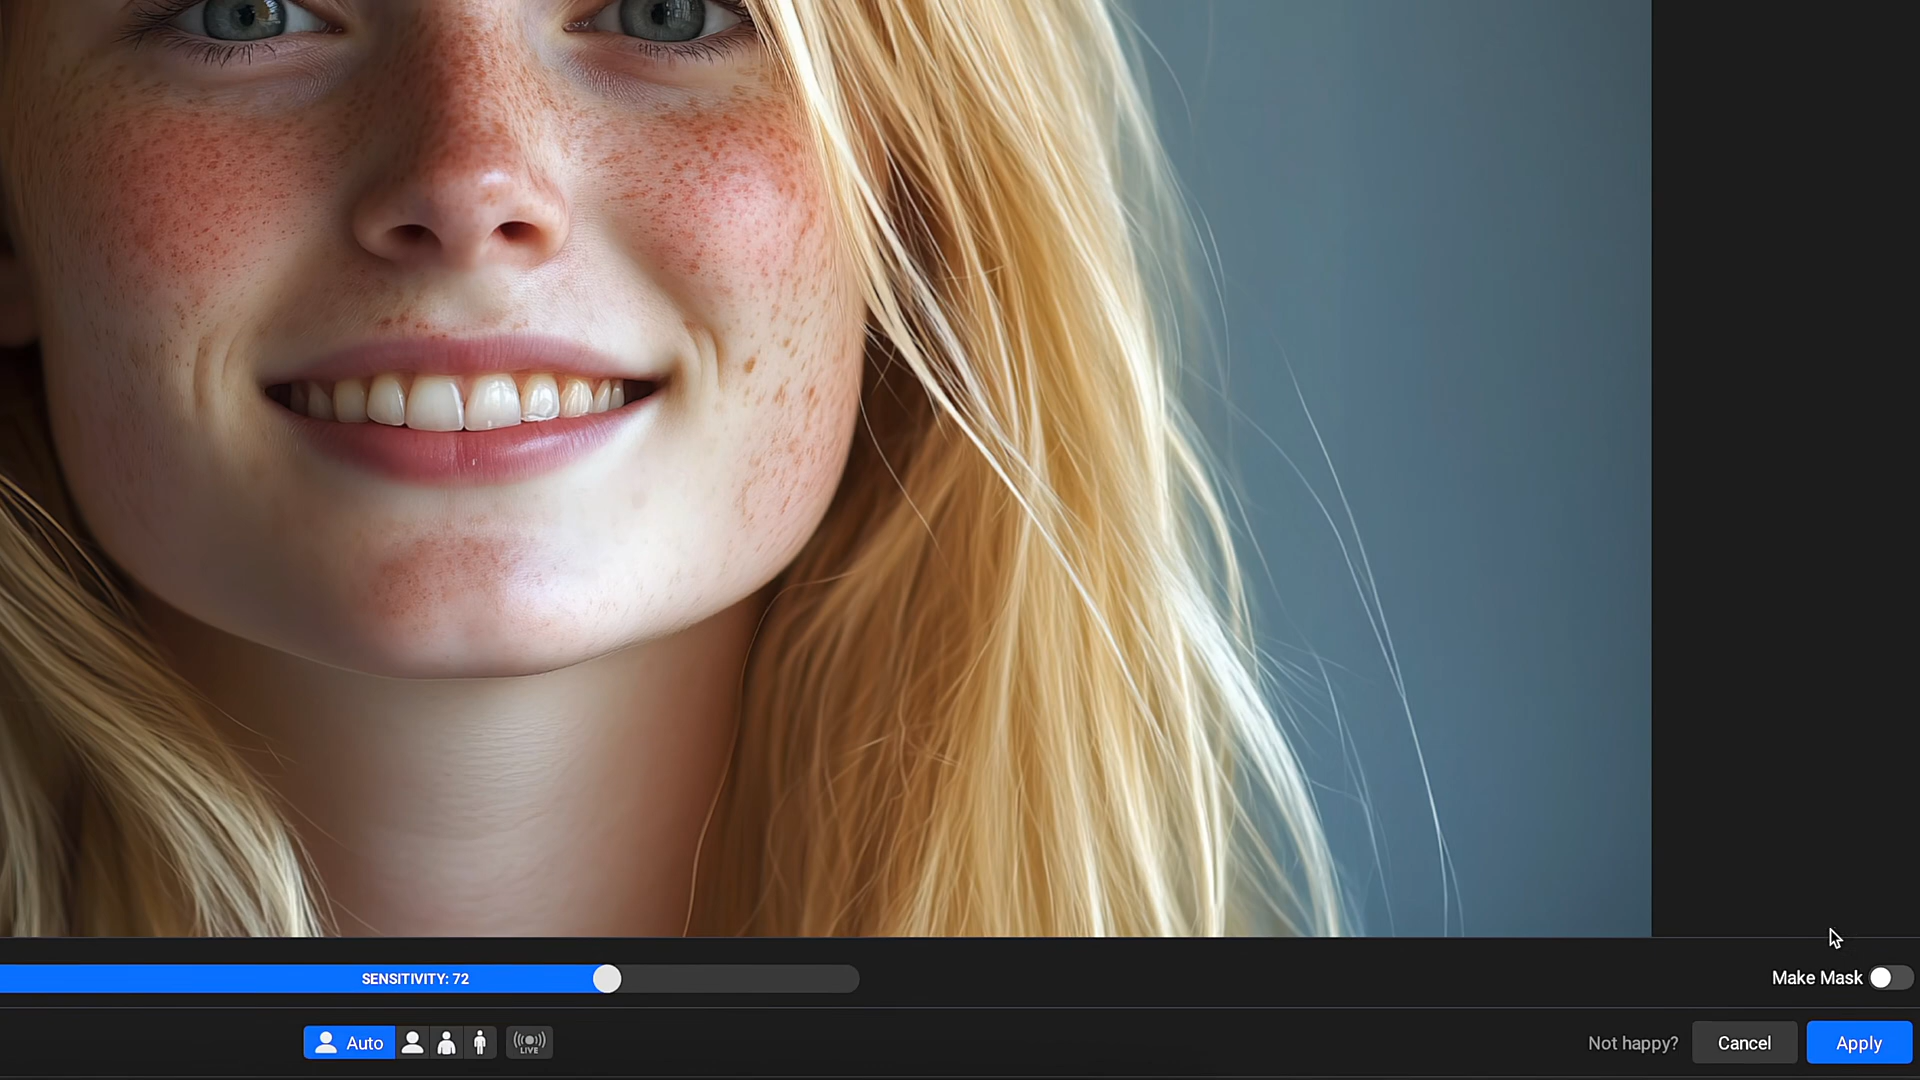 SENSITIVITY: 72
Make Mask
Auto
LIVE
Not happy?
Cancel
Apply